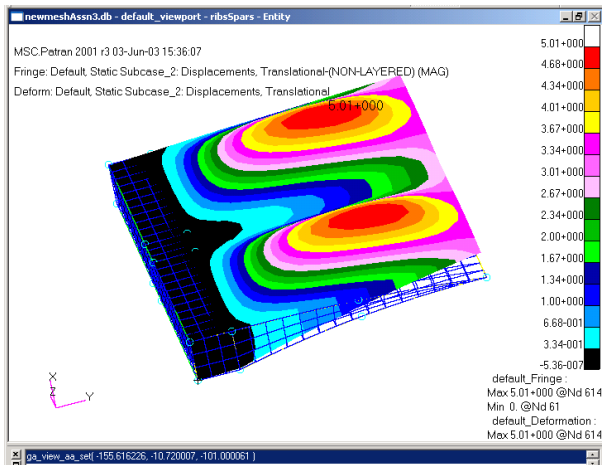 newmeshAssn3.db - default_viewport - ribsSpars - Entity
MSC.Patran 2001 r3 03-Jun-03 15:36:07
Fringe: Default, Static Subcase_2: Displacements, Translational-(NON-LAYERED) (MAG)
Deform: Default, Static Subcase_2: Displacements, Translational
5.01+000
5.01+000
4.68+000
4.34+000
4.01+000
3.67+000
3.34+000
3.01+000
2.67+000
2.34+000
2.00+000
1.67+000
1.34+000
1.00+000
6.68-001
3.34-001
-5.36-007
X
Z
Y
default_Fringe :
Max 5.01+000 @Nd 614
Min 0. @Nd 61
default_Deformation :
Max 5.01+000 @Nd 614
ga_view_aa_set( -155.616226, -10.720007, -101.000061 )